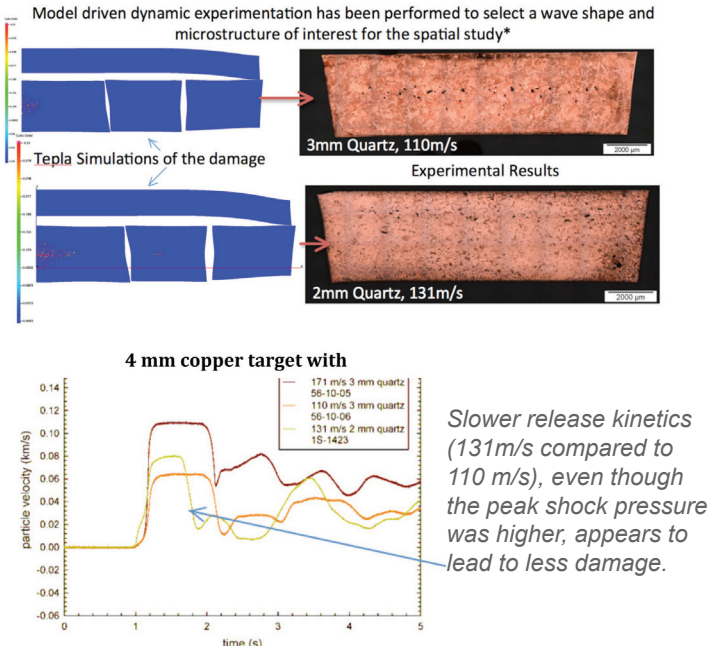 Model driven dynamic experimentation has been performed to select a wave shape and
microstructure of interest for the spatial study*
3mm Quartz, 110m/s
2000 µm
Tepla Simulations of the damage
Experimental Results
2mm Quartz, 131m/s
2000 µm
4 mm copper target with
171 m/s 3 mm quartz
56-10-05
110 m/s 3 mm quartz
56-10-06
131 m/s 2 mm quartz
1S-1423
0.14
0.12
0.10
0.08
0.06
0.04
0.02
0.00
-0.02
-0.04
-0.06
particle velocity (km/s)
0 1 2 3 4 5
time (s)
Slower release kinetics
(131m/s compared to
110 m/s), even though
the peak shock pressure
was higher, appears to
lead to less damage.